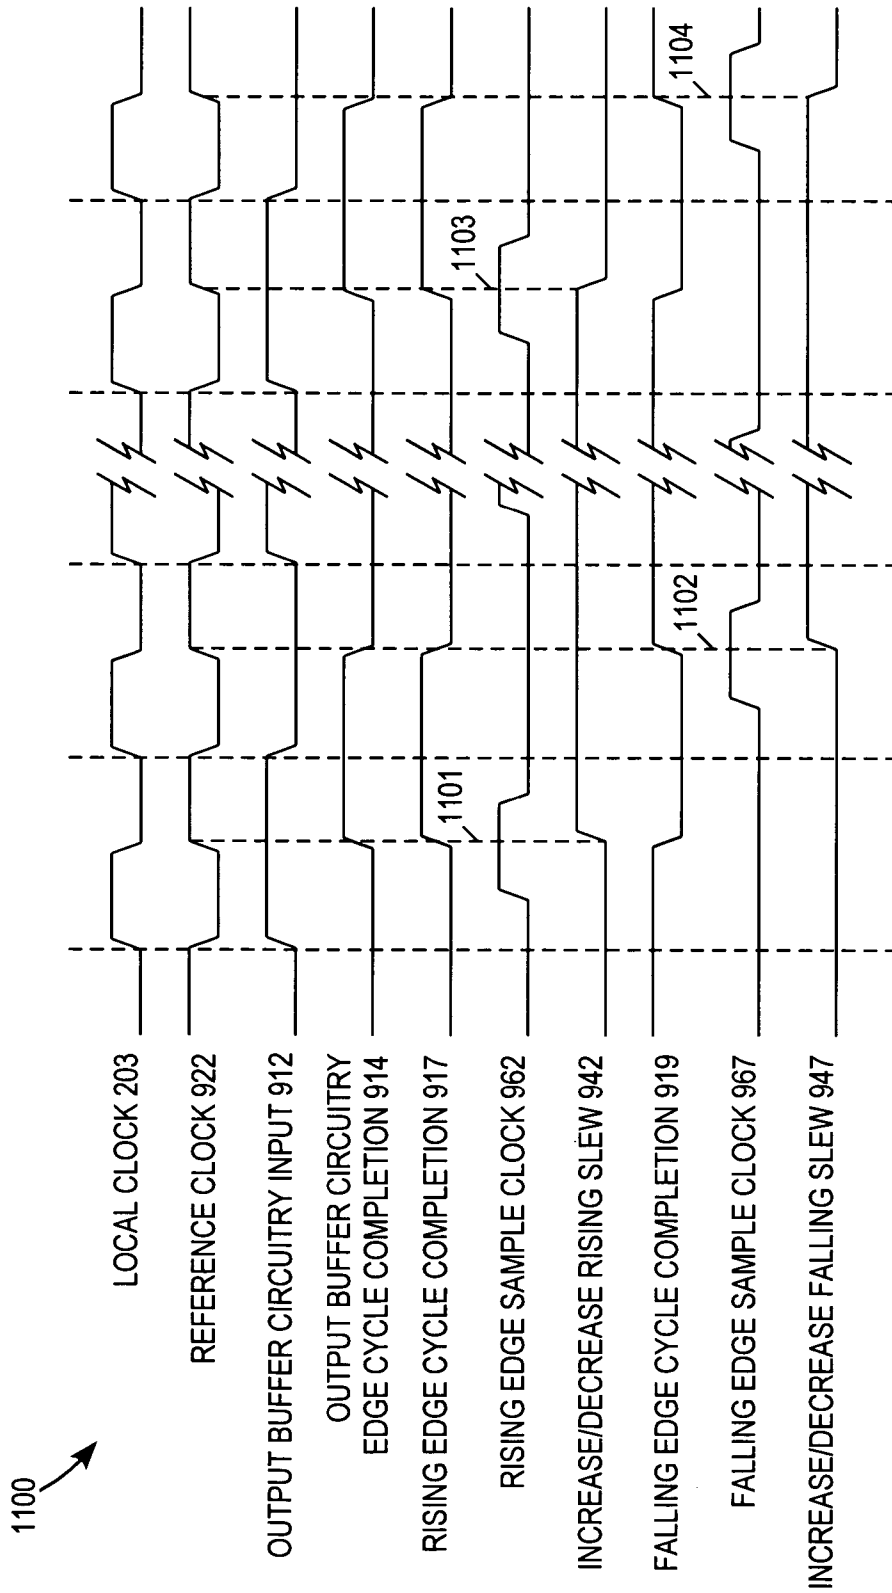 1100
LOCAL CLOCK 203
REFERENCE CLOCK 922
OUTPUT BUFFER CIRCUITRY INPUT 912
OUTPUT BUFFER CIRCUITRY
EDGE CYCLE COMPLETION 914
RISING EDGE CYCLE COMPLETION 917
RISING EDGE SAMPLE CLOCK 962
INCREASE/DECREASE RISING SLEW 942
FALLING EDGE CYCLE COMPLETION 919
FALLING EDGE SAMPLE CLOCK 967
INCREASE/DECREASE FALLING SLEW 947
1101
1102
1103
1104